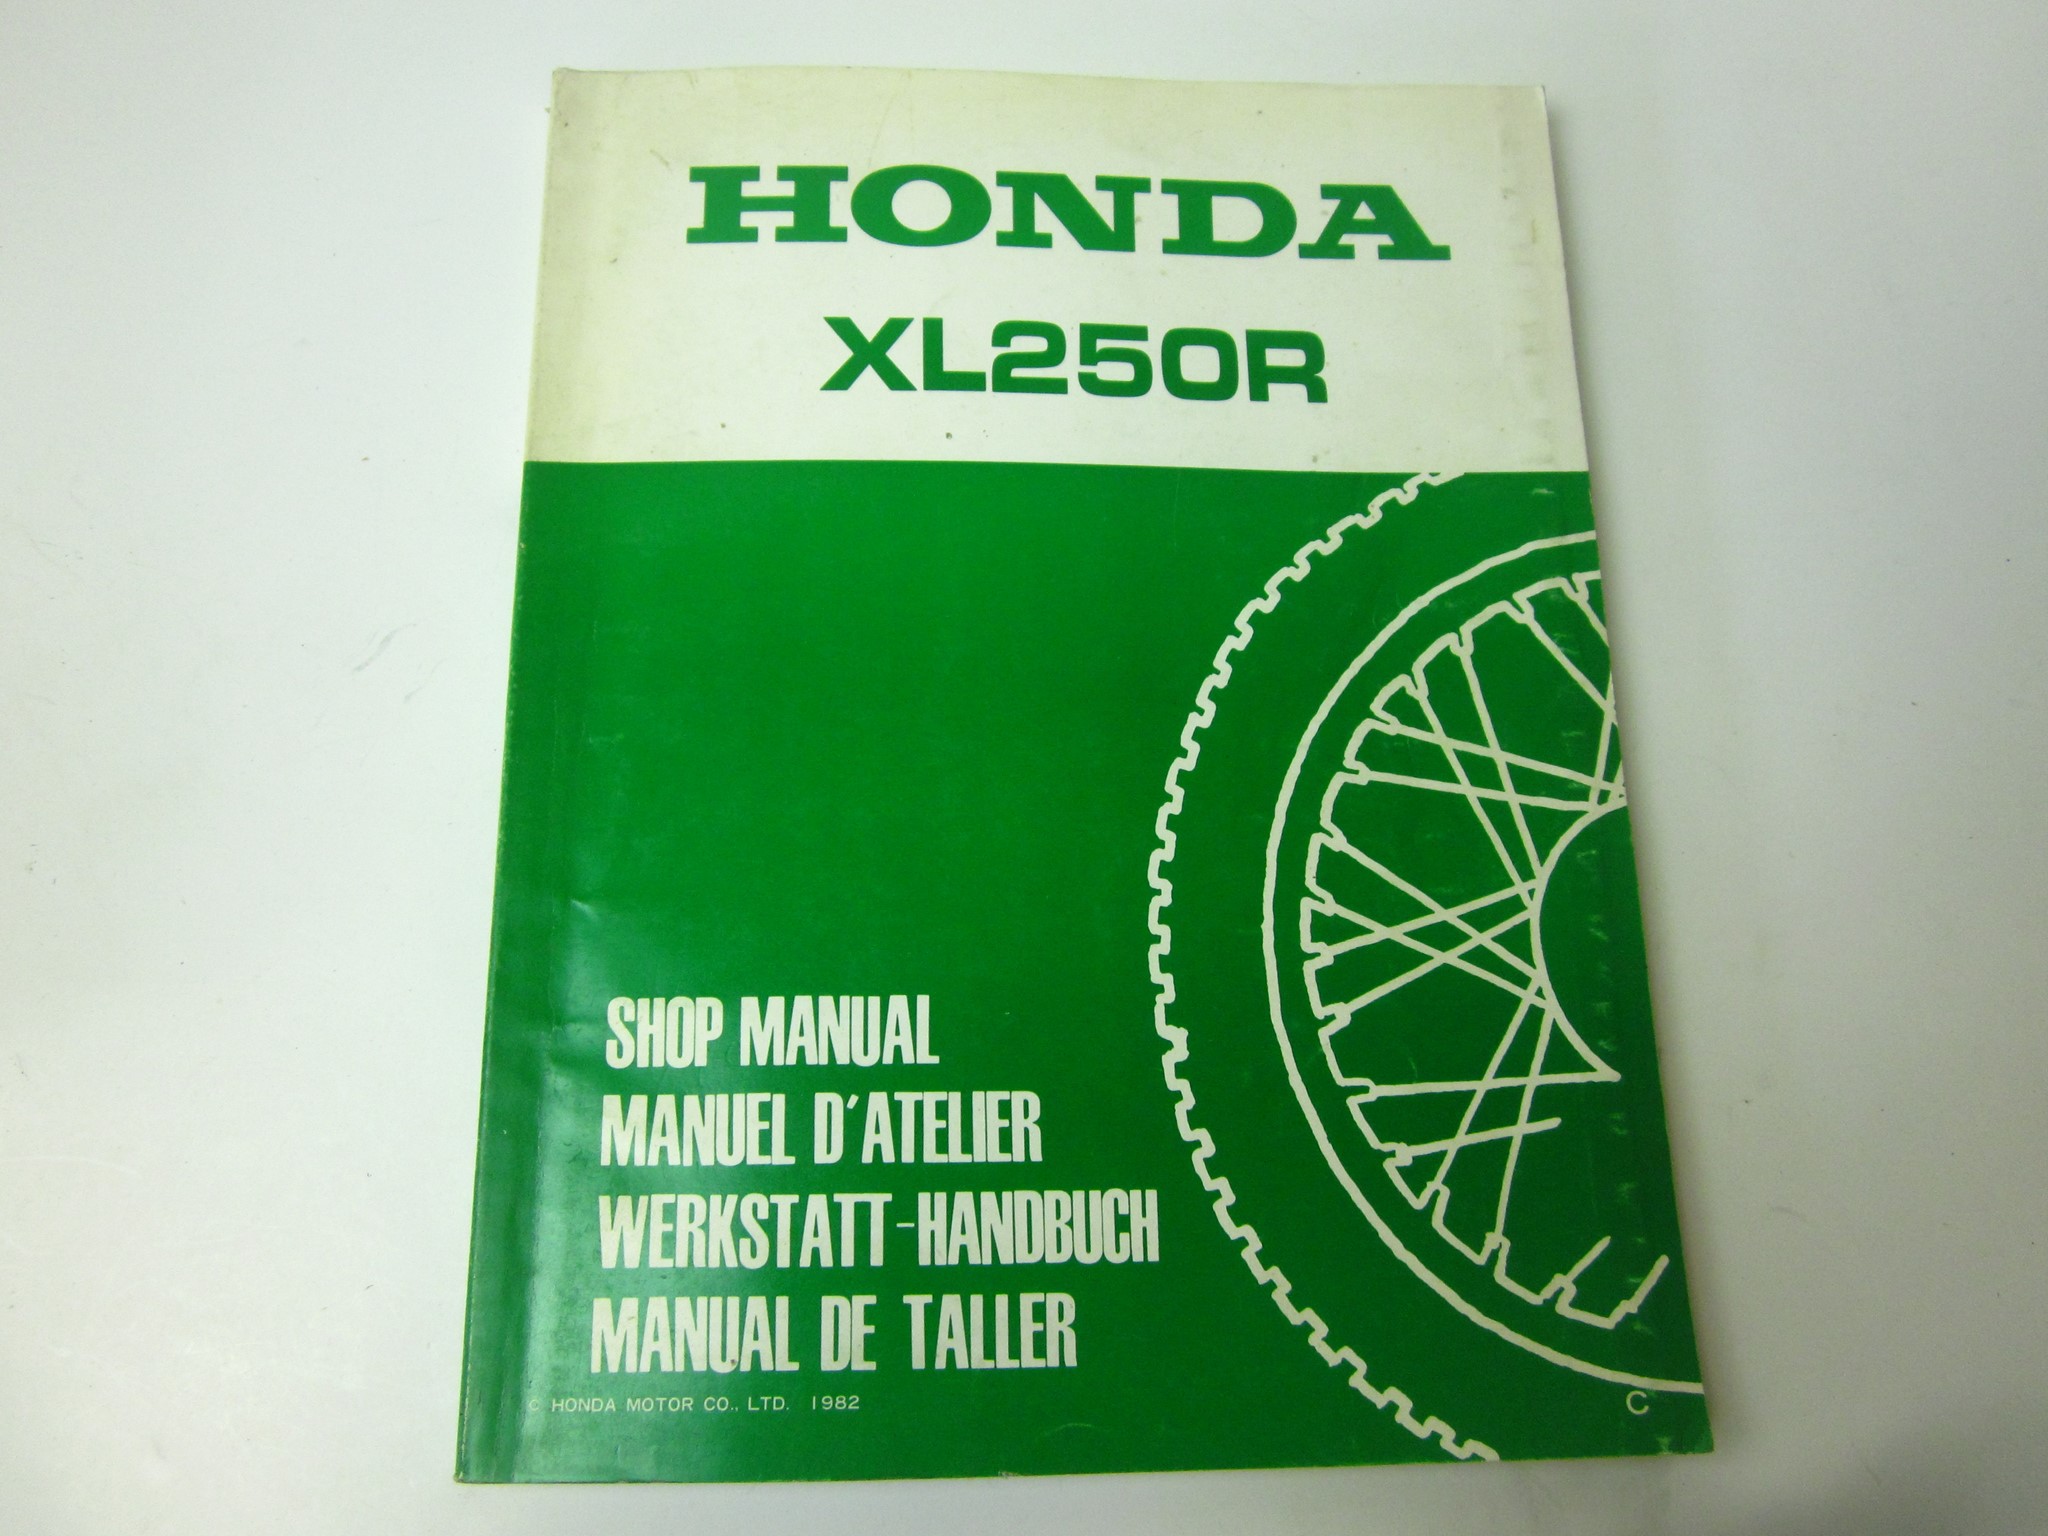 HONDA
XL250R
SHOP MANUAL
MANUEL D'ATELIER
WERKSTATT-HANDBUCH
MANUAL DE TALLER
© HONDA MOTOR CO., LTD. 1982
C